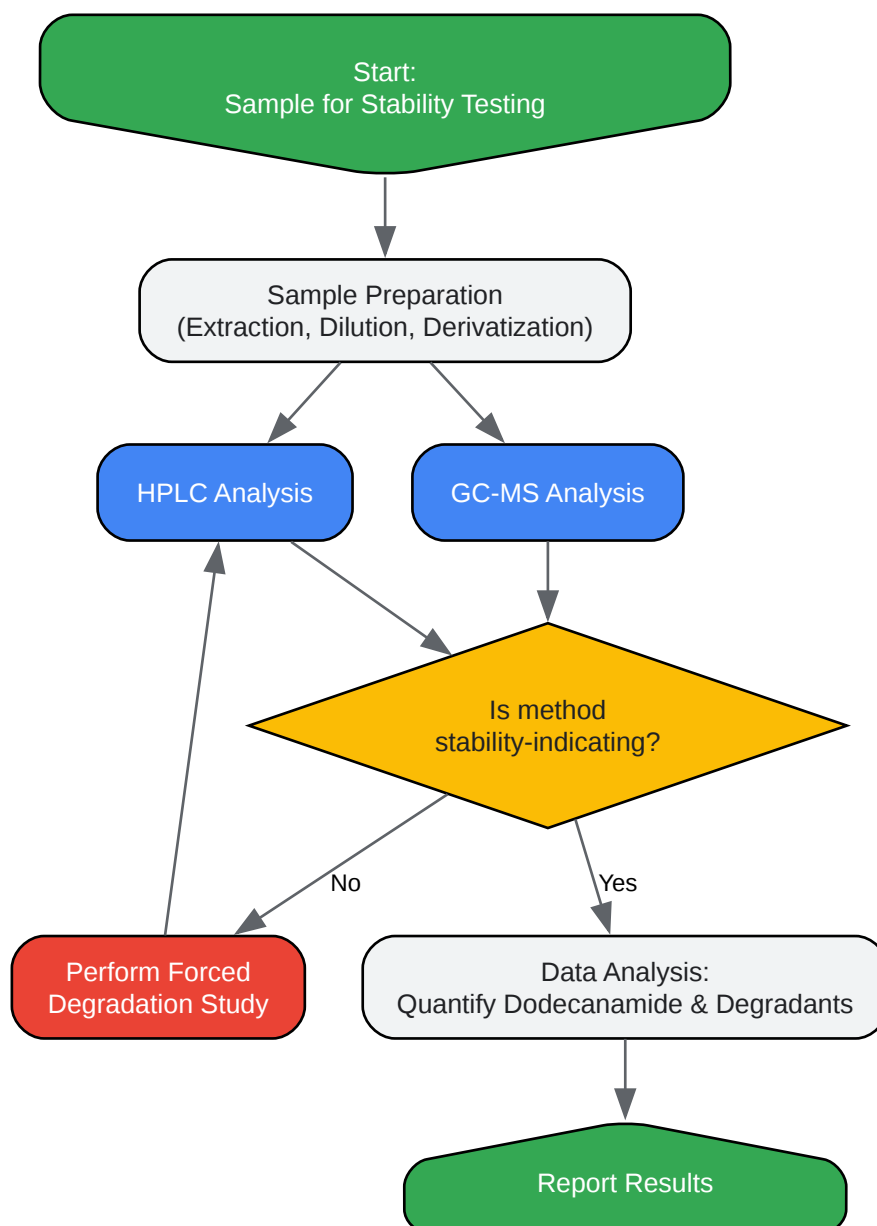 Start:
Sample for Stability Testing
Sample Preparation
(Extraction, Dilution, Derivatization)
HPLC Analysis
GC-MS Analysis
Is method
stability-indicating?
No
Yes
Perform Forced
Degradation Study
Data Analysis:
Quantify Dodecanamide & Degradants
Report Results